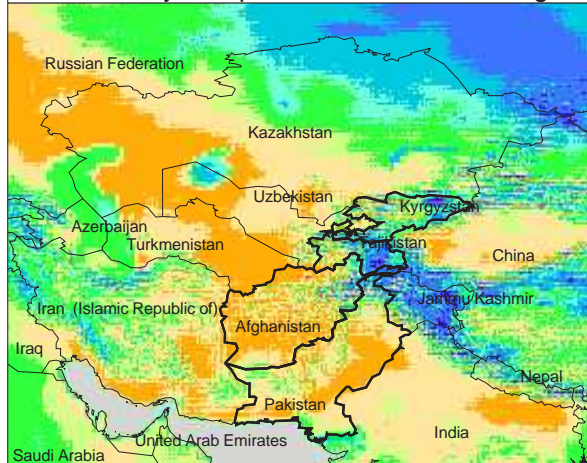 Russian Federation
Kazakhstan
Uzbekistan
Kyrgyzstan
Azerbaijan
Turkmenistan
Tajikistan
China
Iran (Islamic Republic of)
Jammu Kashmir
Afghanistan
Iraq
Nepal
Pakistan
India
United Arab Emirates
Saudi Arabia